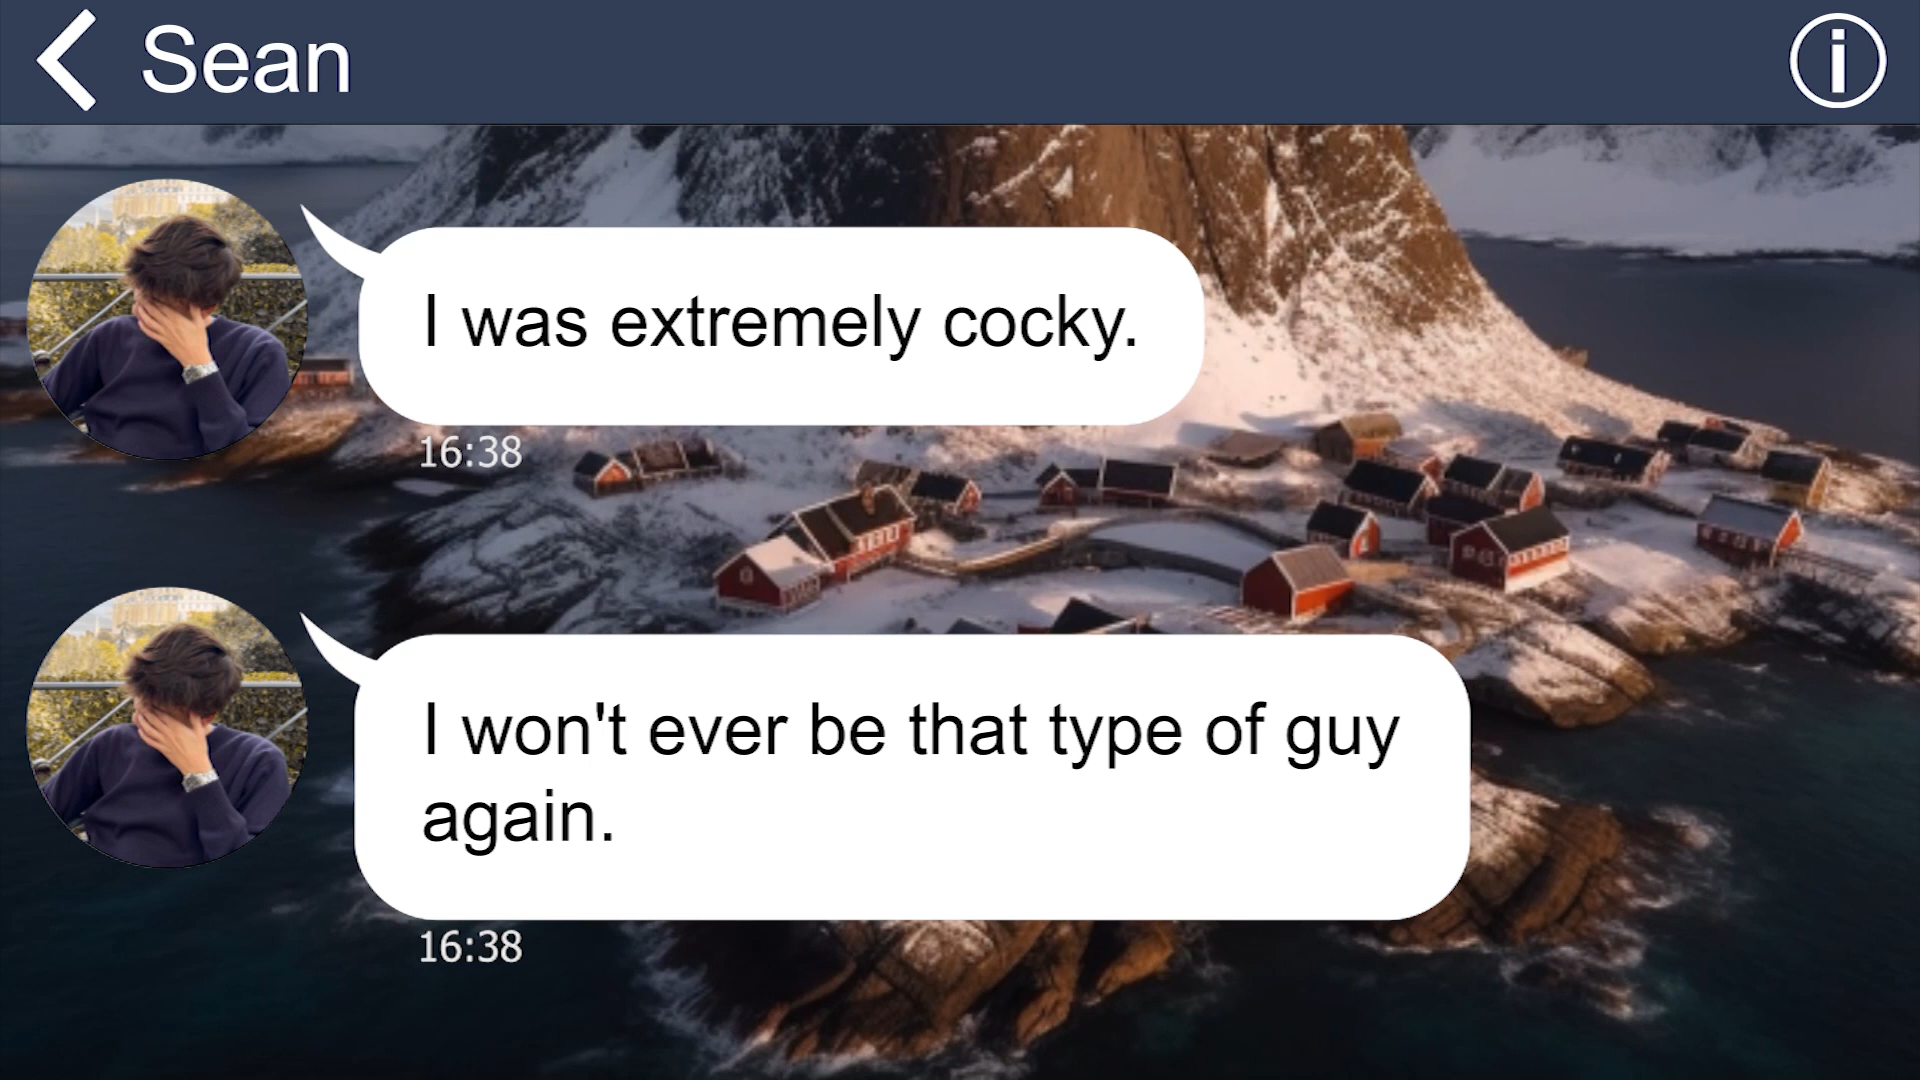 Sean
I was extremely cocky.
16:38
I won't ever be that type of guy
again.
16:38